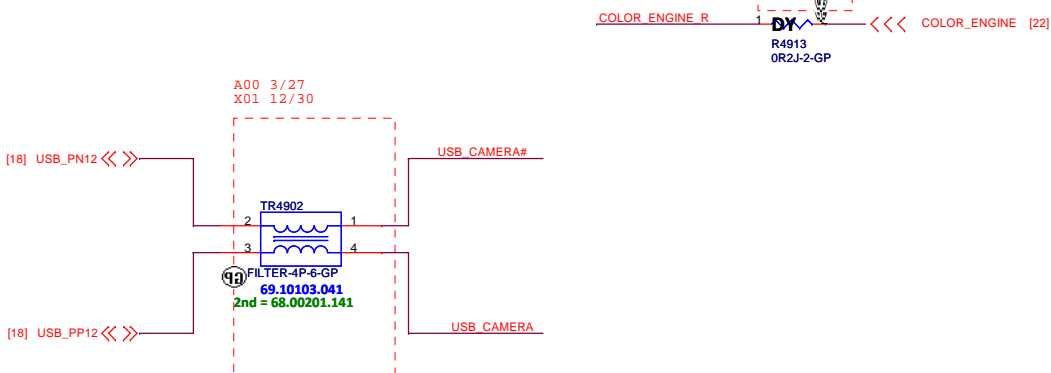 COLOR_ENGINE_R 1 DY COLOR_ENGINE [22]
R4913
0R2J-2-GP
A00 3/27
X01 12/30
[18] USB_PN12 USB_CAMERA#
TR4902
2 1
3 4
GP FILTER-4P-6-GP
69.10103.041
2nd = 68.00201.141
[18] USB_PP12 USB_CAMERA